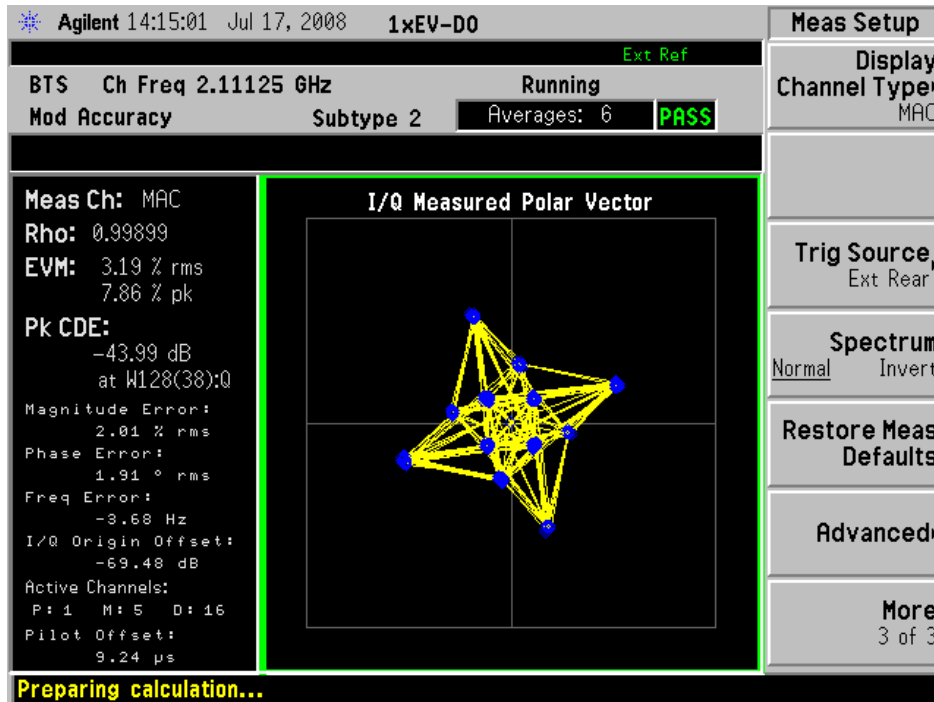 Agilent 14:15:01 Jul 17, 2008 1xEV-DO
Ext Ref
BTS Ch Freq 2.11125 GHz Running
Mod Accuracy Subtype 2 Averages: 6 PASS
Meas Ch: MAC
Rho: 0.99899
EVM: 3.19 % rms
7.86 % pk
Pk CDE:
-43.99 dB
at W128(38):Q
Magnitude Error:
2.01 % rms
Phase Error:
1.91 ° rms
Freq Error:
-3.68 Hz
I/Q Origin Offset:
-69.48 dB
Active Channels:
P: 1 M: 5 D: 16
Pilot Offset:
9.24 µs
I/Q Measured Polar Vector
Meas Setup
Display
Channel Type
MAC
Trig Source
Ext Rear
Spectrum
Normal Invert
Restore Meas
Defaults
Advanced
More
3 of 3
Preparing calculation...